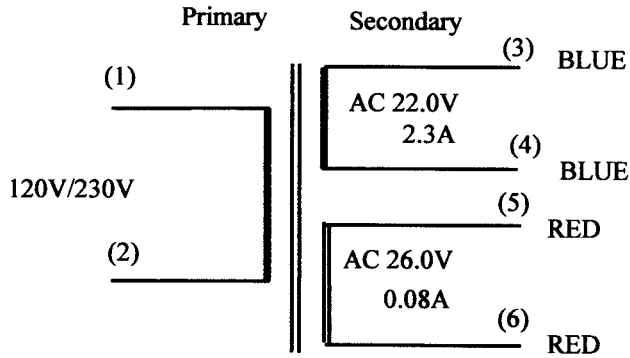 Primary
Secondary
(1)
(3) BLUE
AC 22.0V
2.3A
(4) BLUE
120V/230V
(5) RED
(2)
AC 26.0V
0.08A
(6) RED